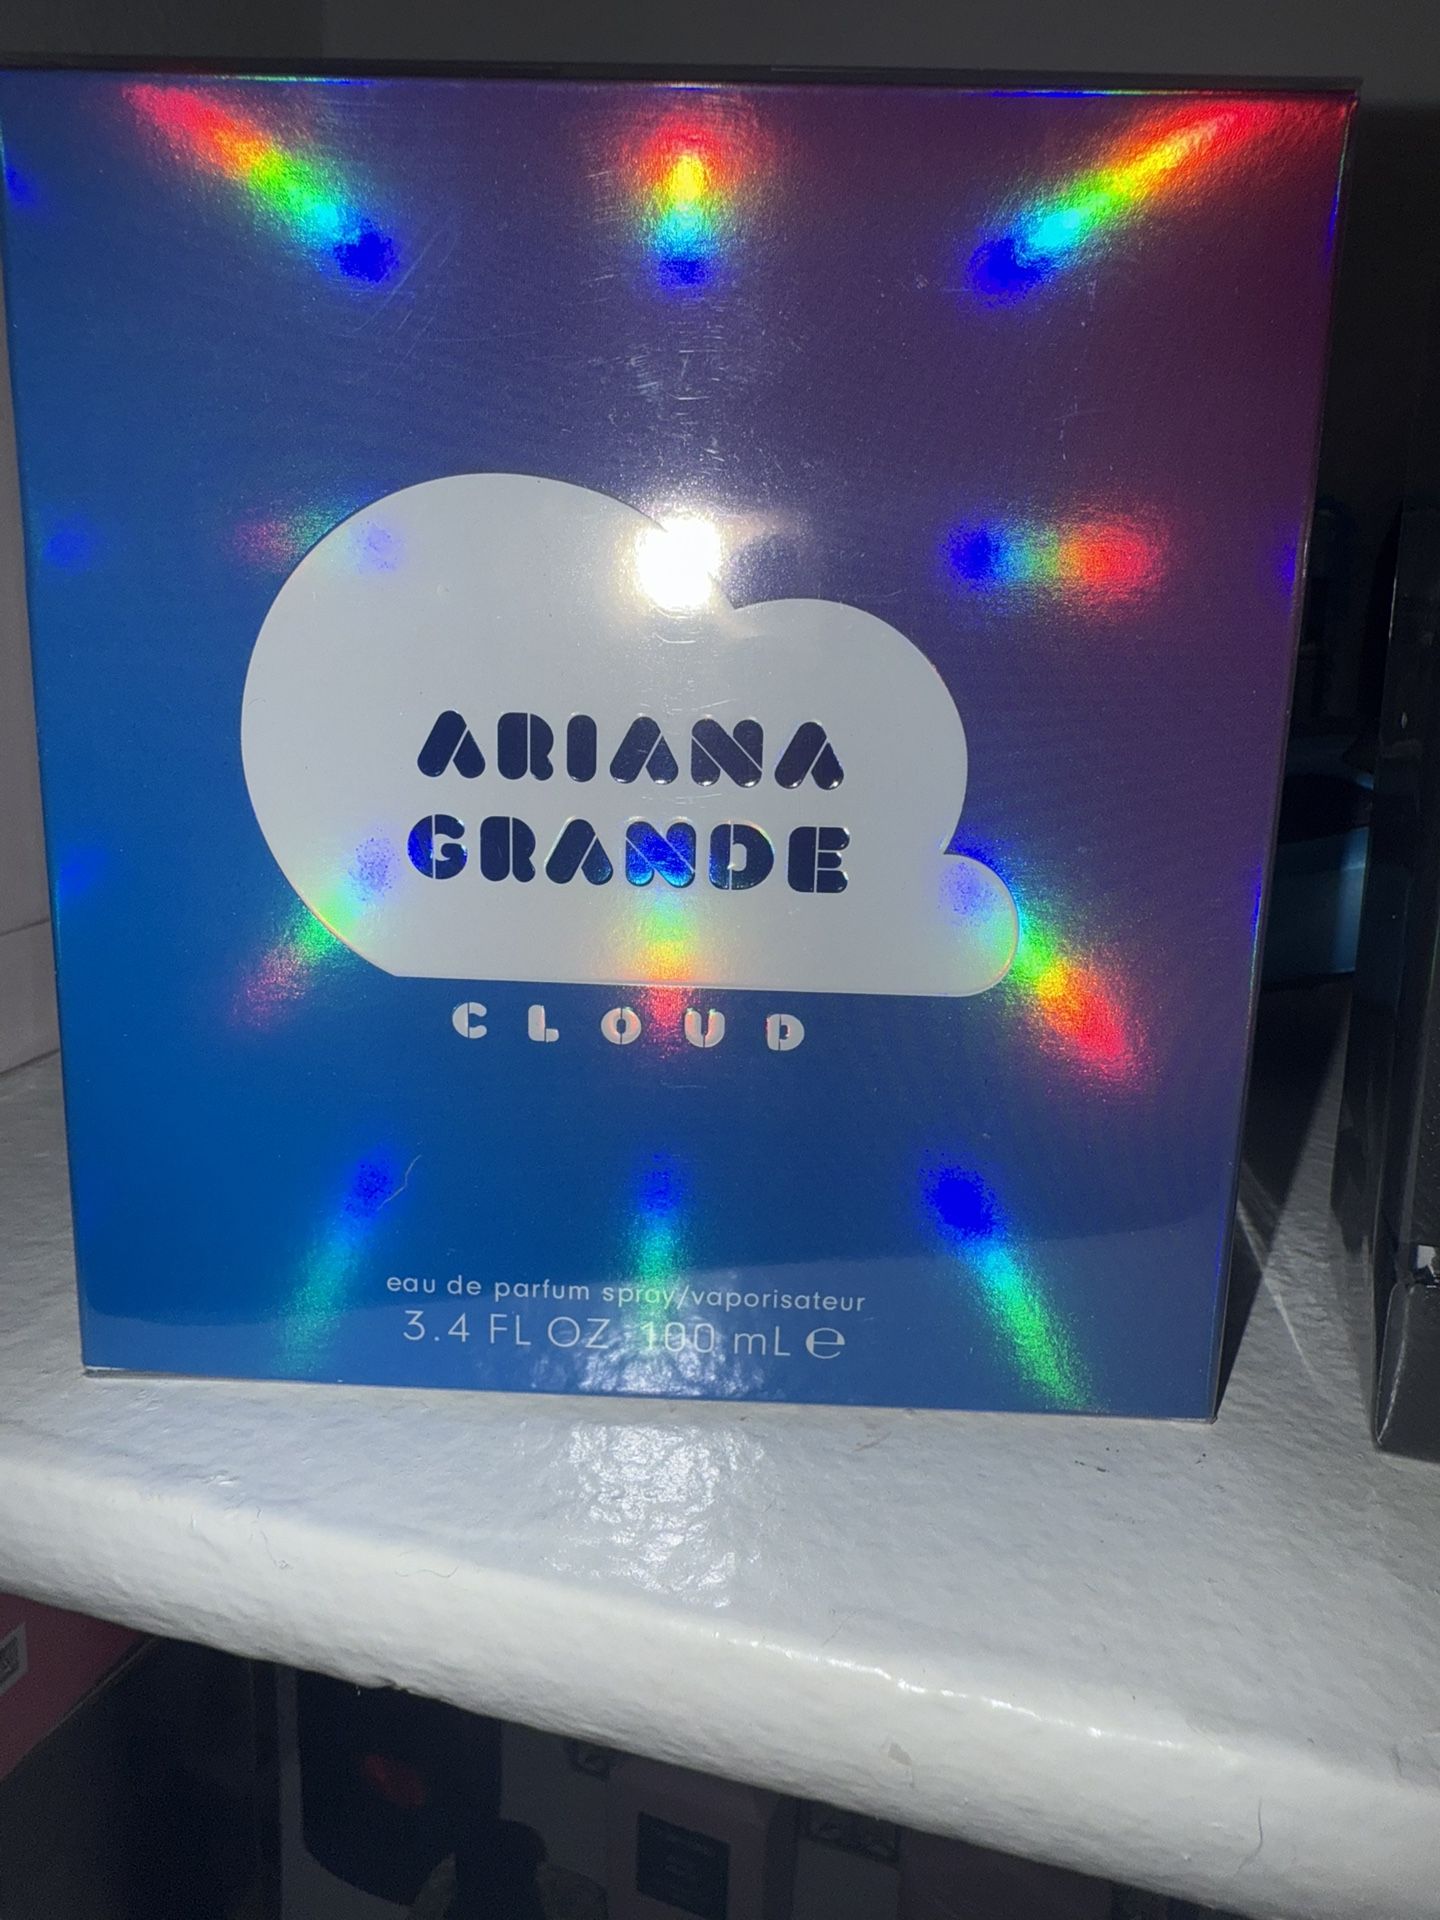 ARIANA
GRANDE
CLOUD
eau de parfum spray/vaporisateur
3.4 FL OZ 100 mL ℮